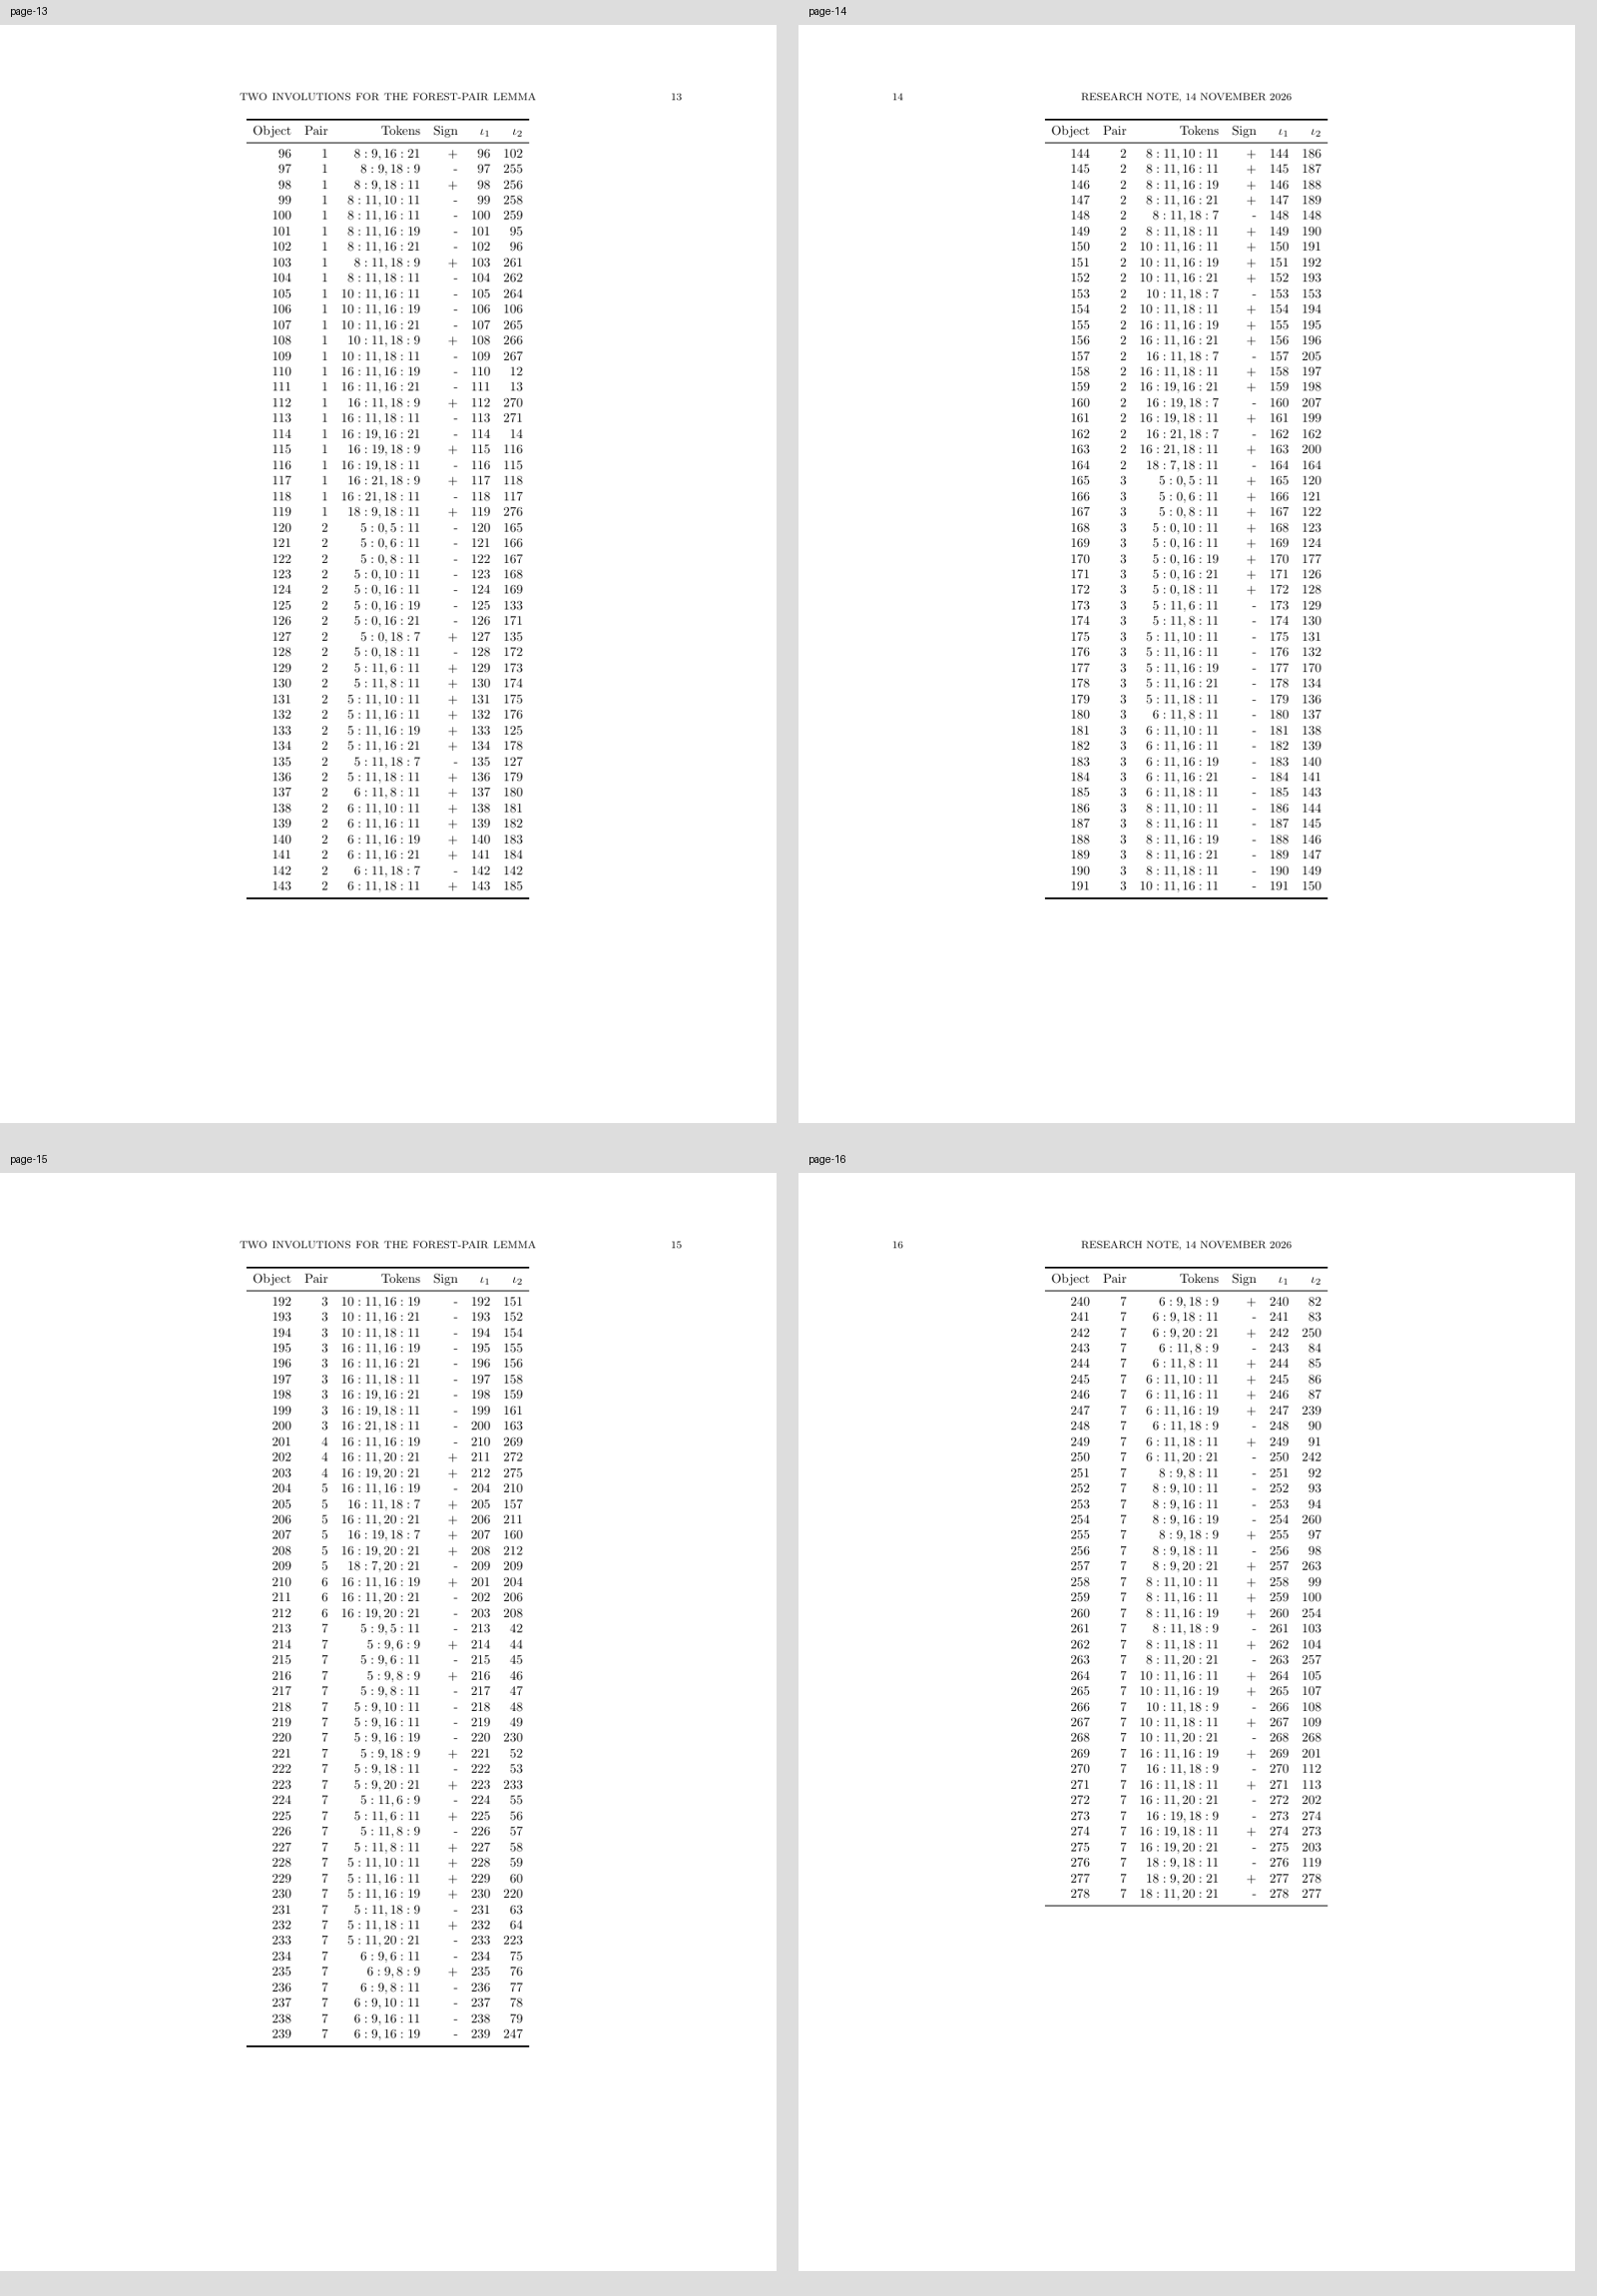 page-13
TWO INVOLUTIONS FOR THE FOREST-PAIR LEMMA 13
Object Pair Tokens Sign ι1 ι2
96 1 8 : 9, 16 : 21 + 96 102
97 1 8 : 9, 18 : 9 - 97 255
98 1 8 : 9, 18 : 11 + 98 256
99 1 8 : 11, 10 : 11 - 99 258
100 1 8 : 11, 16 : 11 - 100 259
101 1 8 : 11, 16 : 19 - 101 95
102 1 8 : 11, 16 : 21 - 102 96
103 1 8 : 11, 18 : 9 + 103 261
104 1 8 : 11, 18 : 11 - 104 262
105 1 10 : 11, 16 : 11 - 105 264
106 1 10 : 11, 16 : 19 - 106 106
107 1 10 : 11, 16 : 21 - 107 265
108 1 10 : 11, 18 : 9 + 108 266
109 1 10 : 11, 18 : 11 - 109 267
110 1 16 : 11, 16 : 19 - 110 12
111 1 16 : 11, 16 : 21 - 111 13
112 1 16 : 11, 18 : 9 + 112 270
113 1 16 : 11, 18 : 11 - 113 271
114 1 16 : 19, 16 : 21 - 114 14
115 1 16 : 19, 18 : 9 + 115 116
116 1 16 : 19, 18 : 11 - 116 115
117 1 16 : 21, 18 : 9 + 117 118
118 1 16 : 21, 18 : 11 - 118 117
119 1 18 : 9, 18 : 11 + 119 276
120 2 5 : 0, 5 : 11 - 120 165
121 2 5 : 0, 6 : 11 - 121 166
122 2 5 : 0, 8 : 11 - 122 167
123 2 5 : 0, 10 : 11 - 123 168
124 2 5 : 0, 16 : 11 - 124 169
125 2 5 : 0, 16 : 19 - 125 133
126 2 5 : 0, 16 : 21 - 126 171
127 2 5 : 0, 18 : 7 + 127 135
128 2 5 : 0, 18 : 11 - 128 172
129 2 5 : 11, 6 : 11 + 129 173
130 2 5 : 11, 8 : 11 + 130 174
131 2 5 : 11, 10 : 11 + 131 175
132 2 5 : 11, 16 : 11 + 132 176
133 2 5 : 11, 16 : 19 + 133 125
134 2 5 : 11, 16 : 21 + 134 178
135 2 5 : 11, 18 : 7 - 135 127
136 2 5 : 11, 18 : 11 + 136 179
137 2 6 : 11, 8 : 11 + 137 180
138 2 6 : 11, 10 : 11 + 138 181
139 2 6 : 11, 16 : 11 + 139 182
140 2 6 : 11, 16 : 19 + 140 183
141 2 6 : 11, 16 : 21 + 141 184
142 2 6 : 11, 18 : 7 - 142 142
143 2 6 : 11, 18 : 11 + 143 185
page-14
14 RESEARCH NOTE, 14 NOVEMBER 2026
Object Pair Tokens Sign ι1 ι2
144 2 8 : 11, 10 : 11 + 144 186
145 2 8 : 11, 16 : 11 + 145 187
146 2 8 : 11, 16 : 19 + 146 188
147 2 8 : 11, 16 : 21 + 147 189
148 2 8 : 11, 18 : 7 - 148 148
149 2 8 : 11, 18 : 11 + 149 190
150 2 10 : 11, 16 : 11 + 150 191
151 2 10 : 11, 16 : 19 + 151 192
152 2 10 : 11, 16 : 21 + 152 193
153 2 10 : 11, 18 : 7 - 153 153
154 2 10 : 11, 18 : 11 + 154 194
155 2 16 : 11, 16 : 19 + 155 195
156 2 16 : 11, 16 : 21 + 156 196
157 2 16 : 11, 18 : 7 - 157 205
158 2 16 : 11, 18 : 11 + 158 197
159 2 16 : 19, 16 : 21 + 159 198
160 2 16 : 19, 18 : 7 - 160 207
161 2 16 : 19, 18 : 11 + 161 199
162 2 16 : 21, 18 : 7 - 162 162
163 2 16 : 21, 18 : 11 + 163 200
164 2 18 : 7, 18 : 11 - 164 164
165 3 5 : 0, 5 : 11 + 165 120
166 3 5 : 0, 6 : 11 + 166 121
167 3 5 : 0, 8 : 11 + 167 122
168 3 5 : 0, 10 : 11 + 168 123
169 3 5 : 0, 16 : 11 + 169 124
170 3 5 : 0, 16 : 19 + 170 177
171 3 5 : 0, 16 : 21 + 171 126
172 3 5 : 0, 18 : 11 + 172 128
173 3 5 : 11, 6 : 11 - 173 129
174 3 5 : 11, 8 : 11 - 174 130
175 3 5 : 11, 10 : 11 - 175 131
176 3 5 : 11, 16 : 11 - 176 132
177 3 5 : 11, 16 : 19 - 177 170
178 3 5 : 11, 16 : 21 - 178 134
179 3 5 : 11, 18 : 11 - 179 136
180 3 6 : 11, 8 : 11 - 180 137
181 3 6 : 11, 10 : 11 - 181 138
182 3 6 : 11, 16 : 11 - 182 139
183 3 6 : 11, 16 : 19 - 183 140
184 3 6 : 11, 16 : 21 - 184 141
185 3 6 : 11, 18 : 11 - 185 143
186 3 8 : 11, 10 : 11 - 186 144
187 3 8 : 11, 16 : 11 - 187 145
188 3 8 : 11, 16 : 19 - 188 146
189 3 8 : 11, 16 : 21 - 189 147
190 3 8 : 11, 18 : 11 - 190 149
191 3 10 : 11, 16 : 11 - 191 150
page-15
TWO INVOLUTIONS FOR THE FOREST-PAIR LEMMA 15
Object Pair Tokens Sign ι1 ι2
192 3 10 : 11, 16 : 19 - 192 151
193 3 10 : 11, 16 : 21 - 193 152
194 3 10 : 11, 18 : 11 - 194 154
195 3 16 : 11, 16 : 19 - 195 155
196 3 16 : 11, 16 : 21 - 196 156
197 3 16 : 11, 18 : 11 - 197 158
198 3 16 : 19, 16 : 21 - 198 159
199 3 16 : 19, 18 : 11 - 199 161
200 3 16 : 21, 18 : 11 - 200 163
201 4 16 : 11, 16 : 19 - 210 269
202 4 16 : 11, 20 : 21 + 211 272
203 4 16 : 19, 20 : 21 + 212 275
204 5 16 : 11, 16 : 19 - 204 210
205 5 16 : 11, 18 : 7 + 205 157
206 5 16 : 11, 20 : 21 + 206 211
207 5 16 : 19, 18 : 7 + 207 160
208 5 16 : 19, 20 : 21 + 208 212
209 5 18 : 7, 20 : 21 - 209 209
210 6 16 : 11, 16 : 19 + 201 204
211 6 16 : 11, 20 : 21 - 202 206
212 6 16 : 19, 20 : 21 - 203 208
213 7 5 : 9, 5 : 11 - 213 42
214 7 5 : 9, 6 : 9 + 214 44
215 7 5 : 9, 6 : 11 - 215 45
216 7 5 : 9, 8 : 9 + 216 46
217 7 5 : 9, 8 : 11 - 217 47
218 7 5 : 9, 10 : 11 - 218 48
219 7 5 : 9, 16 : 11 - 219 49
220 7 5 : 9, 16 : 19 - 220 230
221 7 5 : 9, 18 : 9 + 221 52
222 7 5 : 9, 18 : 11 - 222 53
223 7 5 : 9, 20 : 21 + 223 233
224 7 5 : 11, 6 : 9 - 224 55
225 7 5 : 11, 6 : 11 + 225 56
226 7 5 : 11, 8 : 9 - 226 57
227 7 5 : 11, 8 : 11 + 227 58
228 7 5 : 11, 10 : 11 + 228 59
229 7 5 : 11, 16 : 11 + 229 60
230 7 5 : 11, 16 : 19 + 230 220
231 7 5 : 11, 18 : 9 - 231 63
232 7 5 : 11, 18 : 11 + 232 64
233 7 5 : 11, 20 : 21 - 233 223
234 7 6 : 9, 6 : 11 - 234 75
235 7 6 : 9, 8 : 9 + 235 76
236 7 6 : 9, 8 : 11 - 236 77
237 7 6 : 9, 10 : 11 - 237 78
238 7 6 : 9, 16 : 11 - 238 79
239 7 6 : 9, 16 : 19 - 239 247
page-16
16 RESEARCH NOTE, 14 NOVEMBER 2026
Object Pair Tokens Sign ι1 ι2
240 7 6 : 9, 18 : 9 + 240 82
241 7 6 : 9, 18 : 11 - 241 83
242 7 6 : 9, 20 : 21 + 242 250
243 7 6 : 11, 8 : 9 - 243 84
244 7 6 : 11, 8 : 11 + 244 85
245 7 6 : 11, 10 : 11 + 245 86
246 7 6 : 11, 16 : 11 + 246 87
247 7 6 : 11, 16 : 19 + 247 239
248 7 6 : 11, 18 : 9 - 248 90
249 7 6 : 11, 18 : 11 + 249 91
250 7 6 : 11, 20 : 21 - 250 242
251 7 8 : 9, 8 : 11 - 251 92
252 7 8 : 9, 10 : 11 - 252 93
253 7 8 : 9, 16 : 11 - 253 94
254 7 8 : 9, 16 : 19 - 254 260
255 7 8 : 9, 18 : 9 + 255 97
256 7 8 : 9, 18 : 11 - 256 98
257 7 8 : 9, 20 : 21 + 257 263
258 7 8 : 11, 10 : 11 + 258 99
259 7 8 : 11, 16 : 11 + 259 100
260 7 8 : 11, 16 : 19 + 260 254
261 7 8 : 11, 18 : 9 - 261 103
262 7 8 : 11, 18 : 11 + 262 104
263 7 8 : 11, 20 : 21 - 263 257
264 7 10 : 11, 16 : 11 + 264 105
265 7 10 : 11, 16 : 19 + 265 107
266 7 10 : 11, 18 : 9 - 266 108
267 7 10 : 11, 18 : 11 + 267 109
268 7 10 : 11, 20 : 21 - 268 268
269 7 16 : 11, 16 : 19 + 269 201
270 7 16 : 11, 18 : 9 - 270 112
271 7 16 : 11, 18 : 11 + 271 113
272 7 16 : 11, 20 : 21 - 272 202
273 7 16 : 19, 18 : 9 - 273 274
274 7 16 : 19, 18 : 11 + 274 273
275 7 16 : 19, 20 : 21 - 275 203
276 7 18 : 9, 18 : 11 - 276 119
277 7 18 : 9, 20 : 21 + 277 278
278 7 18 : 11, 20 : 21 - 278 277